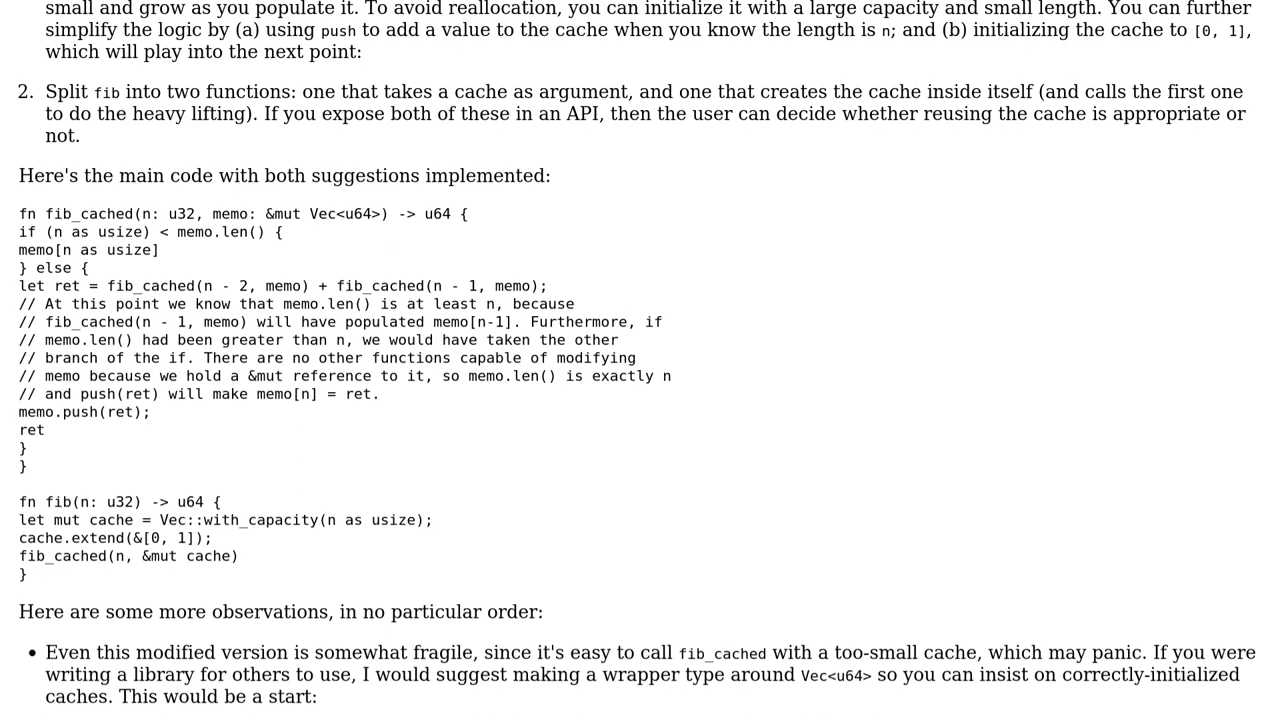 small and grow as you populate it. To avoid reallocation, you can initialize it with a large capacity and small length. You can further
simplify the logic by (a) using push to add a value to the cache when you know the length is n; and (b) initializing the cache to [0, 1],
which will play into the next point:
2. Split fib into two functions: one that takes a cache as argument, and one that creates the cache inside itself (and calls the first one
to do the heavy lifting). If you expose both of these in an API, then the user can decide whether reusing the cache is appropriate or
not.
Here's the main code with both suggestions implemented:
fn fib_cached(n: u32, memo: &mut Vec<u64>) -> u64 {
if (n as usize) < memo.len() {
memo[n as usize]
} else {
let ret = fib_cached(n - 2, memo) + fib_cached(n - 1, memo);
// At this point we know that memo.len() is at least n, because
// fib_cached(n - 1, memo) will have populated memo[n-1]. Furthermore, if
// memo.len() had been greater than n, we would have taken the other
// branch of the if. There are no other functions capable of modifying
// memo because we hold a &mut reference to it, so memo.len() is exactly n
// and push(ret) will make memo[n] = ret.
memo.push(ret);
ret
}
}
fn fib(n: u32) -> u64 {
let mut cache = Vec::with_capacity(n as usize);
cache.extend(&[0, 1]);
fib_cached(n, &mut cache)
}
Here are some more observations, in no particular order:
• Even this modified version is somewhat fragile, since it's easy to call fib_cached with a too-small cache, which may panic. If you were
writing a library for others to use, I would suggest making a wrapper type around Vec<u64> so you can insist on correctly-initialized
caches. This would be a start: